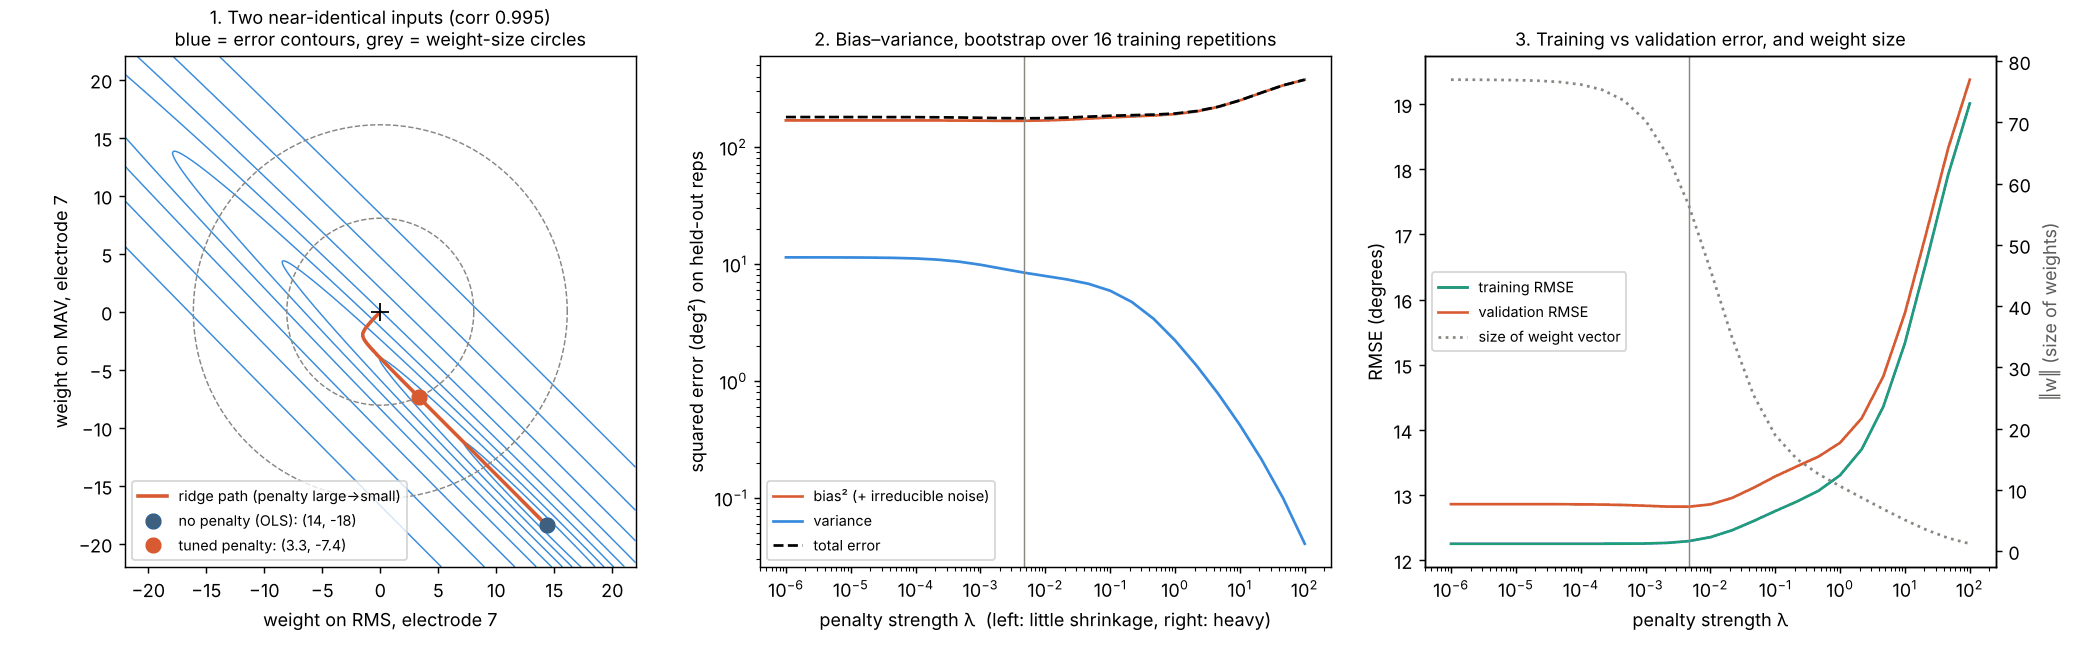 1. Two near-identical inputs (corr 0.995)
blue = error contours, grey = weight-size circles
20
15
10
5
0
−5
−10
−15
−20
weight on MAV, electrode 7
ridge path (penalty large→small)
no penalty (OLS): (14, -18)
tuned penalty: (3.3, -7.4)
−20 −15 −10 −5 0 5 10 15 20
weight on RMS, electrode 7
2. Bias–variance, bootstrap over 16 training repetitions
10²
10¹
10⁰
10⁻¹
squared error (deg²) on held-out reps
bias² (+ irreducible noise)
variance
total error
10⁻⁶ 10⁻⁵ 10⁻⁴ 10⁻³ 10⁻² 10⁻¹ 10⁰ 10¹ 10²
penalty strength λ (left: little shrinkage, right: heavy)
3. Training vs validation error, and weight size
19
18
17
16
15
14
13
12
RMSE (degrees)
training RMSE
validation RMSE
size of weight vector
80
70
60
50
40
30
20
10
0
‖w‖ (size of weights)
10⁻⁶ 10⁻⁵ 10⁻⁴ 10⁻³ 10⁻² 10⁻¹ 10⁰ 10¹ 10²
penalty strength λ